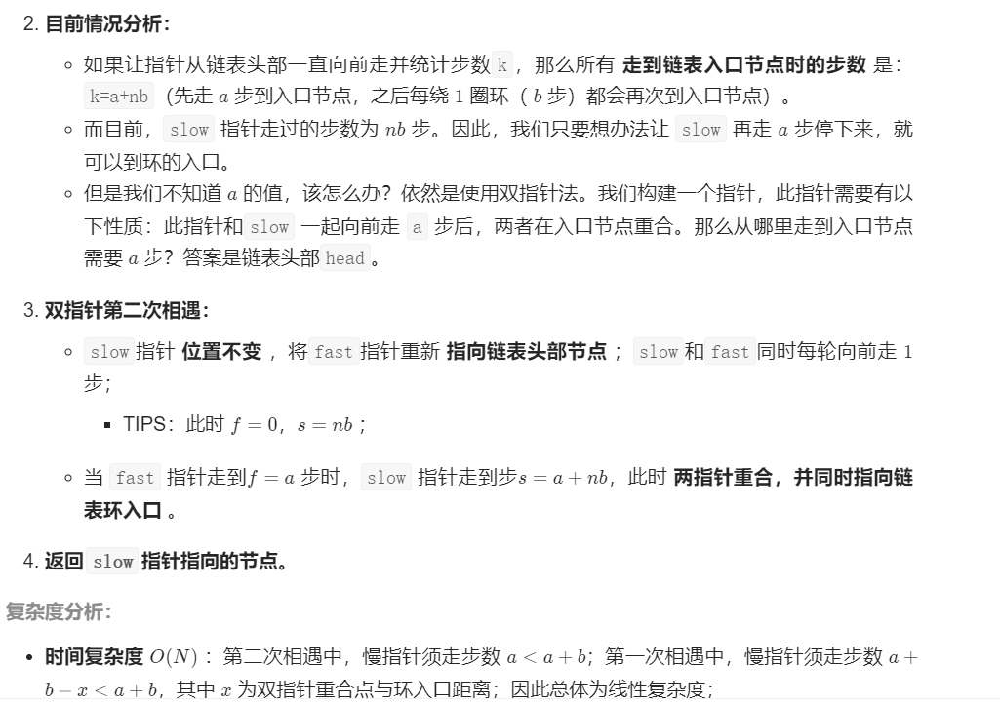 2. 目前情况分析：
如果让指针从链表头部一直向前走并统计步数k，那么所有 走到链表入口节点时的步数 是：
k=a+nb （先走 a 步到入口节点，之后每绕 1 圈环（ b 步）都会再次到入口节点）。
而目前，slow 指针走过的步数为 nb 步。因此，我们只要想办法让 slow 再走 a 步停下来，就
可以到环的入口。
但是我们不知道 a 的值，该怎么办？依然是使用双指针法。我们构建一个指针，此指针需要有以
下性质：此指针和 slow 一起向前走 a 步后，两者在入口节点重合。那么从哪里走到入口节点
需要 a 步？答案是链表头部 head 。
3. 双指针第二次相遇：
slow 指针 位置不变 ，将 fast 指针重新 指向链表头部节点 ；slow 和 fast 同时每轮向前走 1
步；
TIPS：此时 f = 0，s = nb ；
当 fast 指针走到f = a 步时，slow 指针走到步s = a + nb，此时 两指针重合，并同时指向链
表环入口 。
4. 返回 slow 指针指向的节点。
复杂度分析：
时间复杂度 O(N) ：第二次相遇中，慢指针须走步数 a < a + b；第一次相遇中，慢指针须走步数 a +
b − x < a + b，其中 x 为双指针重合点与环入口距离；因此总体为线性复杂度；